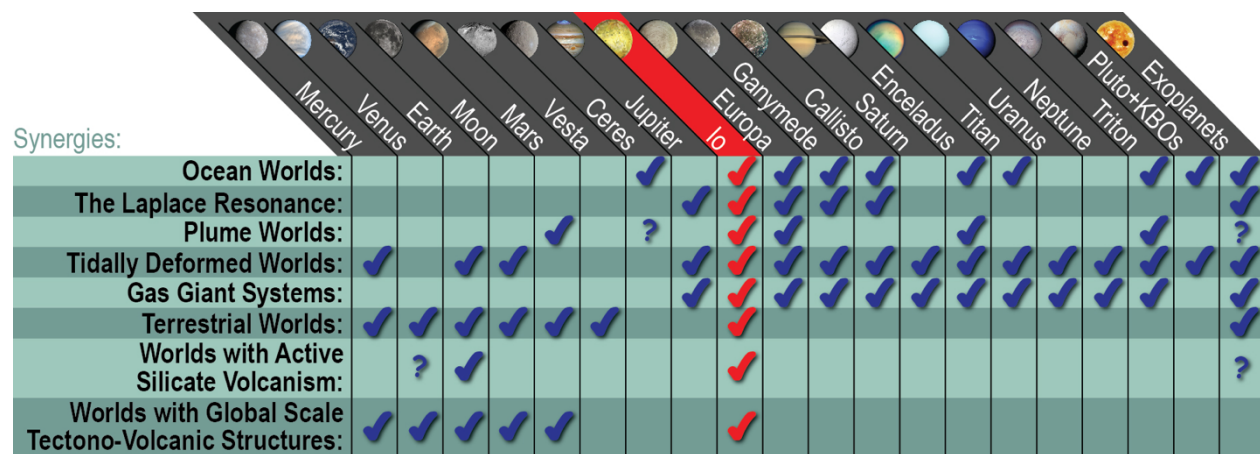 Mercury
Venus
Earth
Moon
Mars
Vesta
Ceres
Jupiter
Io
Europa
Ganymede
Callisto
Saturn
Enceladus
Titan
Uranus
Neptune
Triton
Pluto+KBOs
Exoplanets
Synergies:
Ocean Worlds:
The Laplace Resonance:
Plume Worlds: ? ?
Tidally Deformed Worlds:
Gas Giant Systems:
Terrestrial Worlds:
Worlds with Active
Silicate Volcanism: ? ?
Worlds with Global Scale
Tectono-Volcanic Structures: